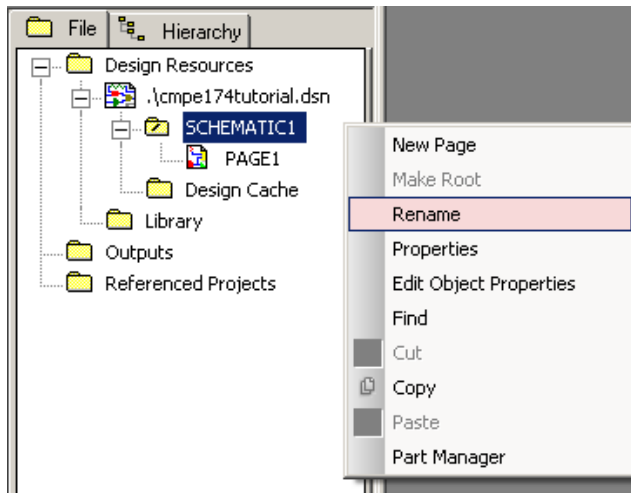 File
Hierarchy
Design Resources
.\cmpe174tutorial.dsn
SCHEMATIC1
PAGE1
Design Cache
Library
Outputs
Referenced Projects
New Page
Make Root
Rename
Properties
Edit Object Properties
Find
Cut
Copy
Paste
Part Manager